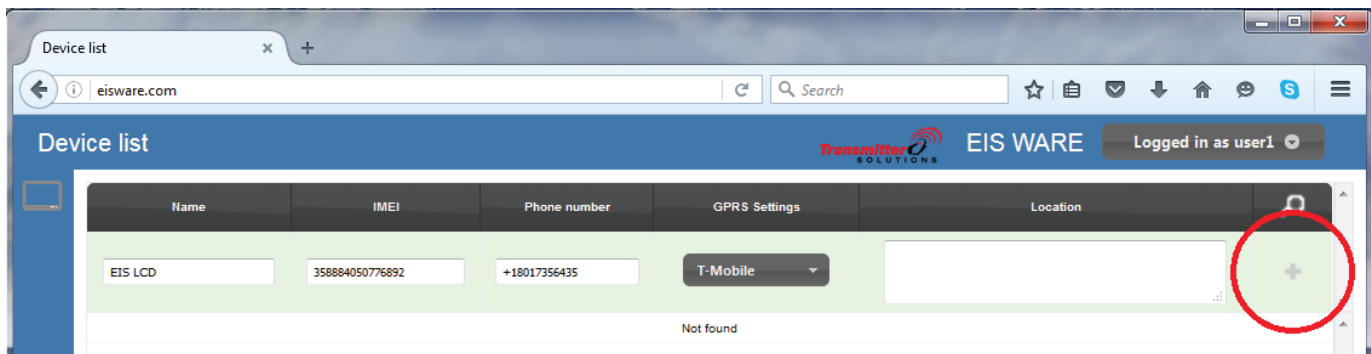 Device list
eisware.com
Search
Device list
Transmitter SOLUTIONS
EIS WARE
Logged in as user1
Name IMEI Phone number GPRS Settings Location
EIS LCD 358884050776892 +18017356435 T-Mobile
Not found